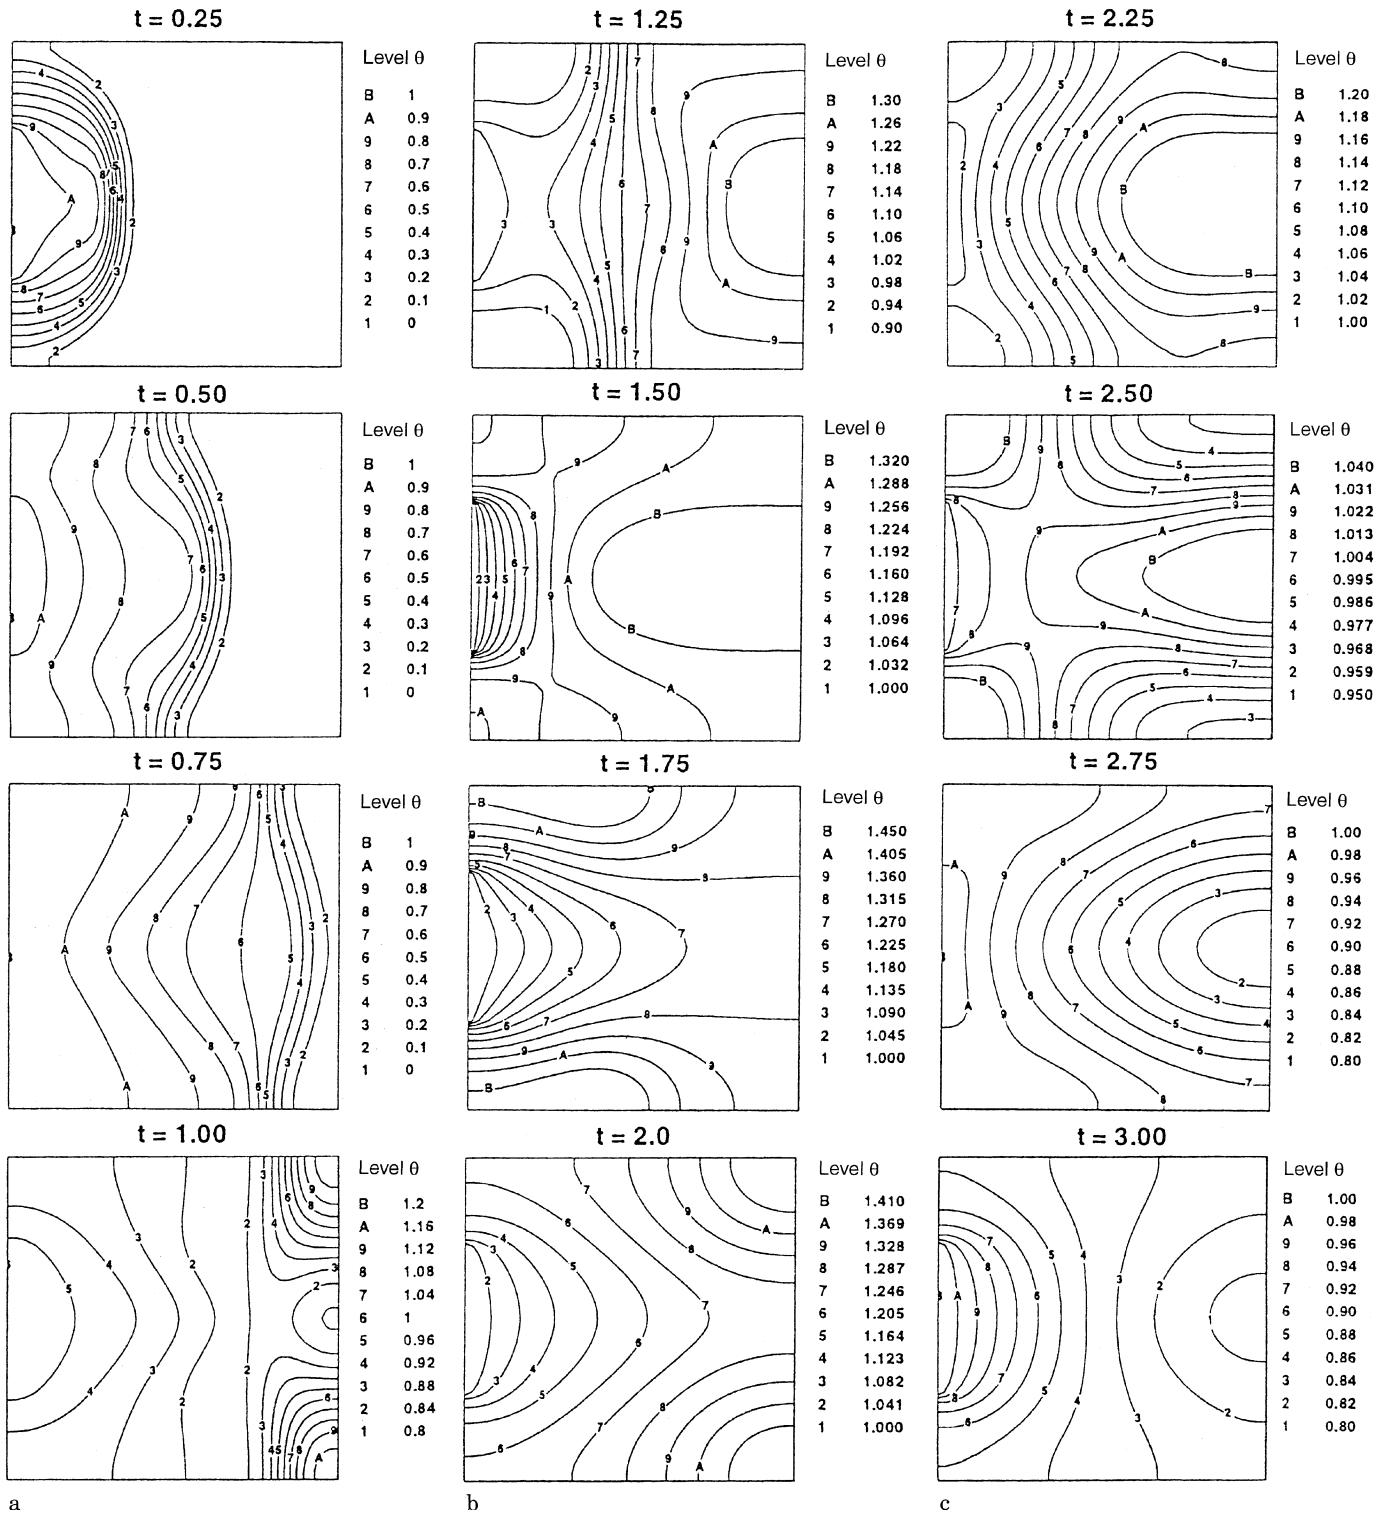 t = 0.25
Level θ
B 1
A 0.9
9 0.8
8 0.7
7 0.6
6 0.5
5 0.4
4 0.3
3 0.2
2 0.1
1 0
t = 0.50
Level θ
B 1
A 0.9
9 0.8
8 0.7
7 0.6
6 0.5
5 0.4
4 0.3
3 0.2
2 0.1
1 0
t = 0.75
Level θ
B 1
A 0.9
9 0.8
8 0.7
7 0.6
6 0.5
5 0.4
4 0.3
3 0.2
2 0.1
1 0
t = 1.00
Level θ
B 1.2
A 1.16
9 1.12
8 1.08
7 1.04
6 1
5 0.96
4 0.92
3 0.88
2 0.84
1 0.8
a
t = 1.25
Level θ
B 1.30
A 1.26
9 1.22
8 1.18
7 1.14
6 1.10
5 1.06
4 1.02
3 0.98
2 0.94
1 0.90
t = 1.50
Level θ
B 1.320
A 1.288
9 1.256
8 1.224
7 1.192
6 1.160
5 1.128
4 1.096
3 1.064
2 1.032
1 1.000
t = 1.75
Level θ
B 1.450
A 1.405
9 1.360
8 1.315
7 1.270
6 1.225
5 1.180
4 1.135
3 1.090
2 1.045
1 1.000
t = 2.0
Level θ
B 1.410
A 1.369
9 1.328
8 1.287
7 1.246
6 1.205
5 1.164
4 1.123
3 1.082
2 1.041
1 1.000
b
t = 2.25
Level θ
B 1.20
A 1.18
9 1.16
8 1.14
7 1.12
6 1.10
5 1.08
4 1.06
3 1.04
2 1.02
1 1.00
t = 2.50
Level θ
B 1.040
A 1.031
9 1.022
8 1.013
7 1.004
6 0.995
5 0.986
4 0.977
3 0.968
2 0.959
1 0.950
t = 2.75
Level θ
B 1.00
A 0.98
9 0.96
8 0.94
7 0.92
6 0.90
5 0.88
4 0.86
3 0.84
2 0.82
1 0.80
t = 3.00
Level θ
B 1.00
A 0.98
9 0.96
8 0.94
7 0.92
6 0.90
5 0.88
4 0.86
3 0.84
2 0.82
1 0.80
c